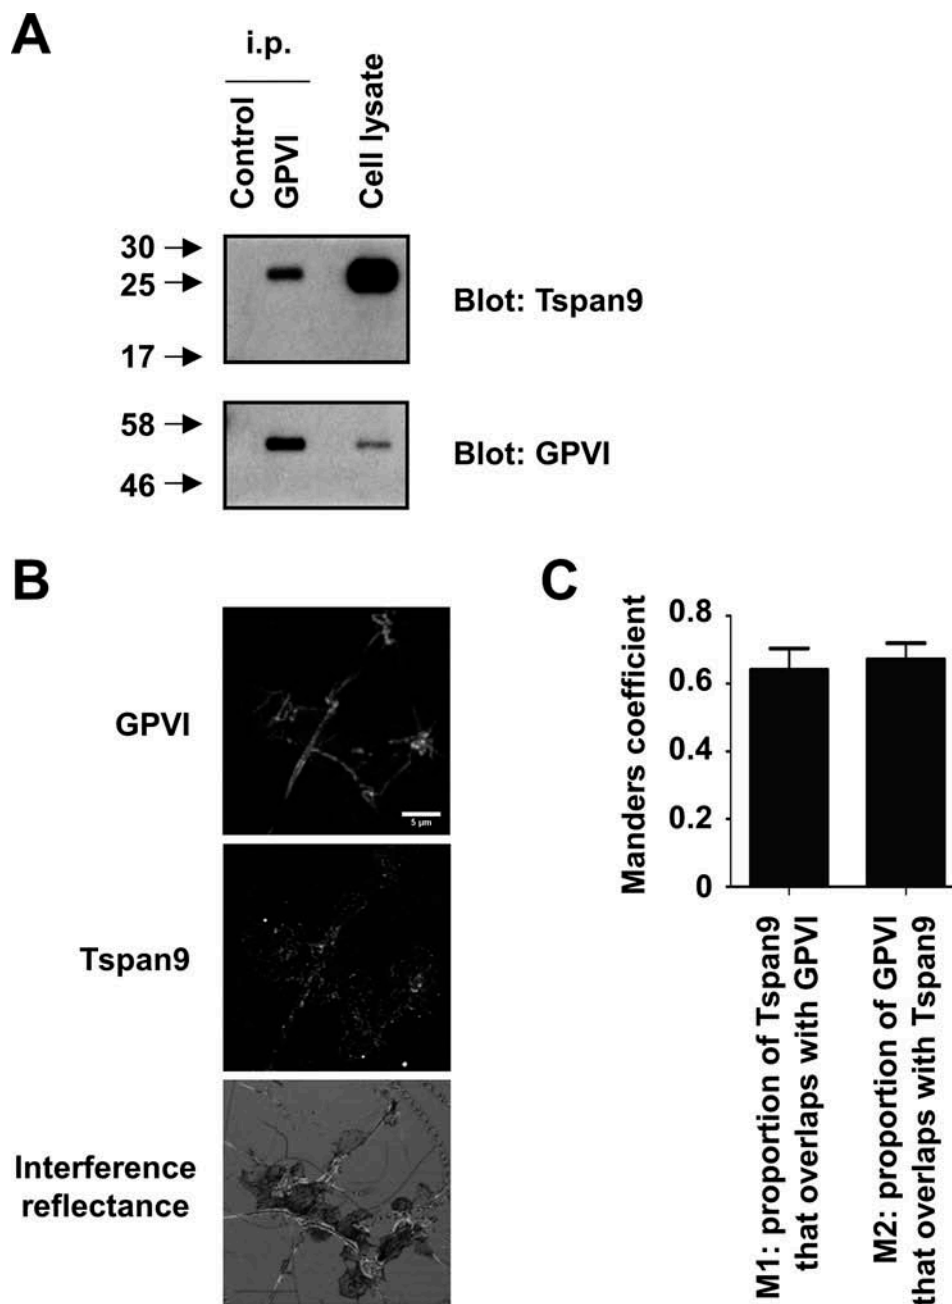 A
i.p.
Control
GPVI
Cell lysate
30
25
17
Blot: Tspan9
58
46
Blot: GPVI
B
GPVI
5 µm
Tspan9
Interference
reflectance
C
Manders coefficient
0.8
0.6
0.4
0.2
0
M1: proportion of Tspan9
that overlaps with GPVI
M2: proportion of GPVI
that overlaps with Tspan9